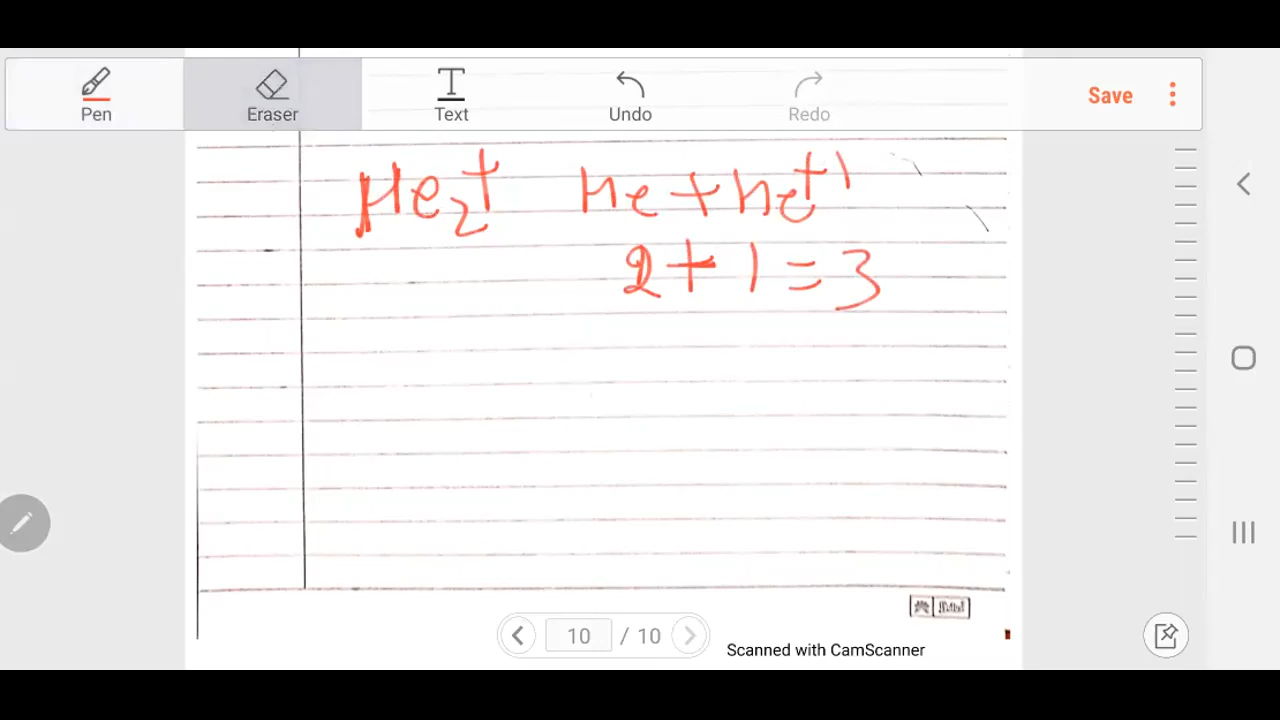 Pen Eraser Text Undo Redo Save
He₂⁺ He + He⁺¹
2 + 1 = 3
10 / 10
Scanned with CamScanner